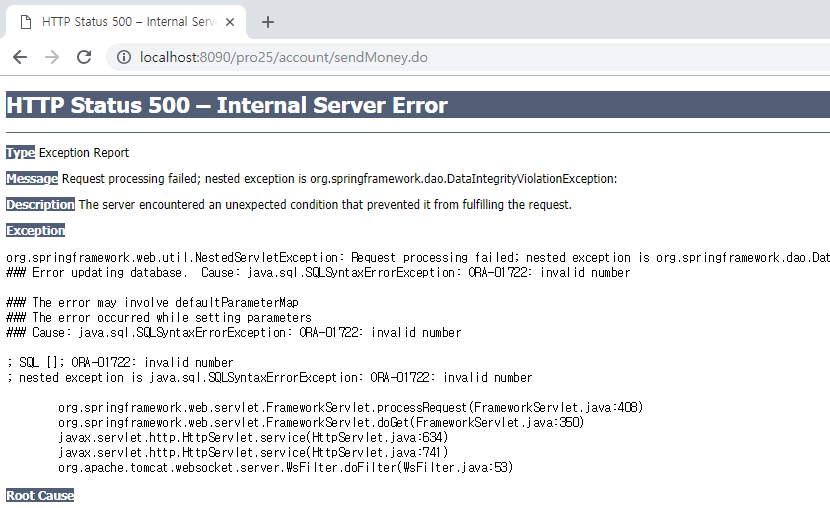 HTTP Status 500 – Internal Serve
localhost:8090/pro25/account/sendMoney.do
HTTP Status 500 – Internal Server Error
Type Exception Report
Message Request processing failed; nested exception is org.springframework.dao.DataIntegrityViolationException:
Description The server encountered an unexpected condition that prevented it from fulfilling the request.
Exception
org.springframework.web.util.NestedServletException: Request processing failed; nested exception is org.springframework.dao.Dat
### Error updating database.  Cause: java.sql.SQLSyntaxErrorException: ORA-01722: invalid number
### The error may involve defaultParameterMap
### The error occurred while setting parameters
### Cause: java.sql.SQLSyntaxErrorException: ORA-01722: invalid number
; SQL []; ORA-01722: invalid number
; nested exception is java.sql.SQLSyntaxErrorException: ORA-01722: invalid number
org.springframework.web.servlet.FrameworkServlet.processRequest(FrameworkServlet.java:408)
org.springframework.web.servlet.FrameworkServlet.doGet(FrameworkServlet.java:350)
javax.servlet.http.HttpServlet.service(HttpServlet.java:634)
javax.servlet.http.HttpServlet.service(HttpServlet.java:741)
org.apache.tomcat.websocket.server.WsFilter.doFilter(WsFilter.java:53)
Root Cause